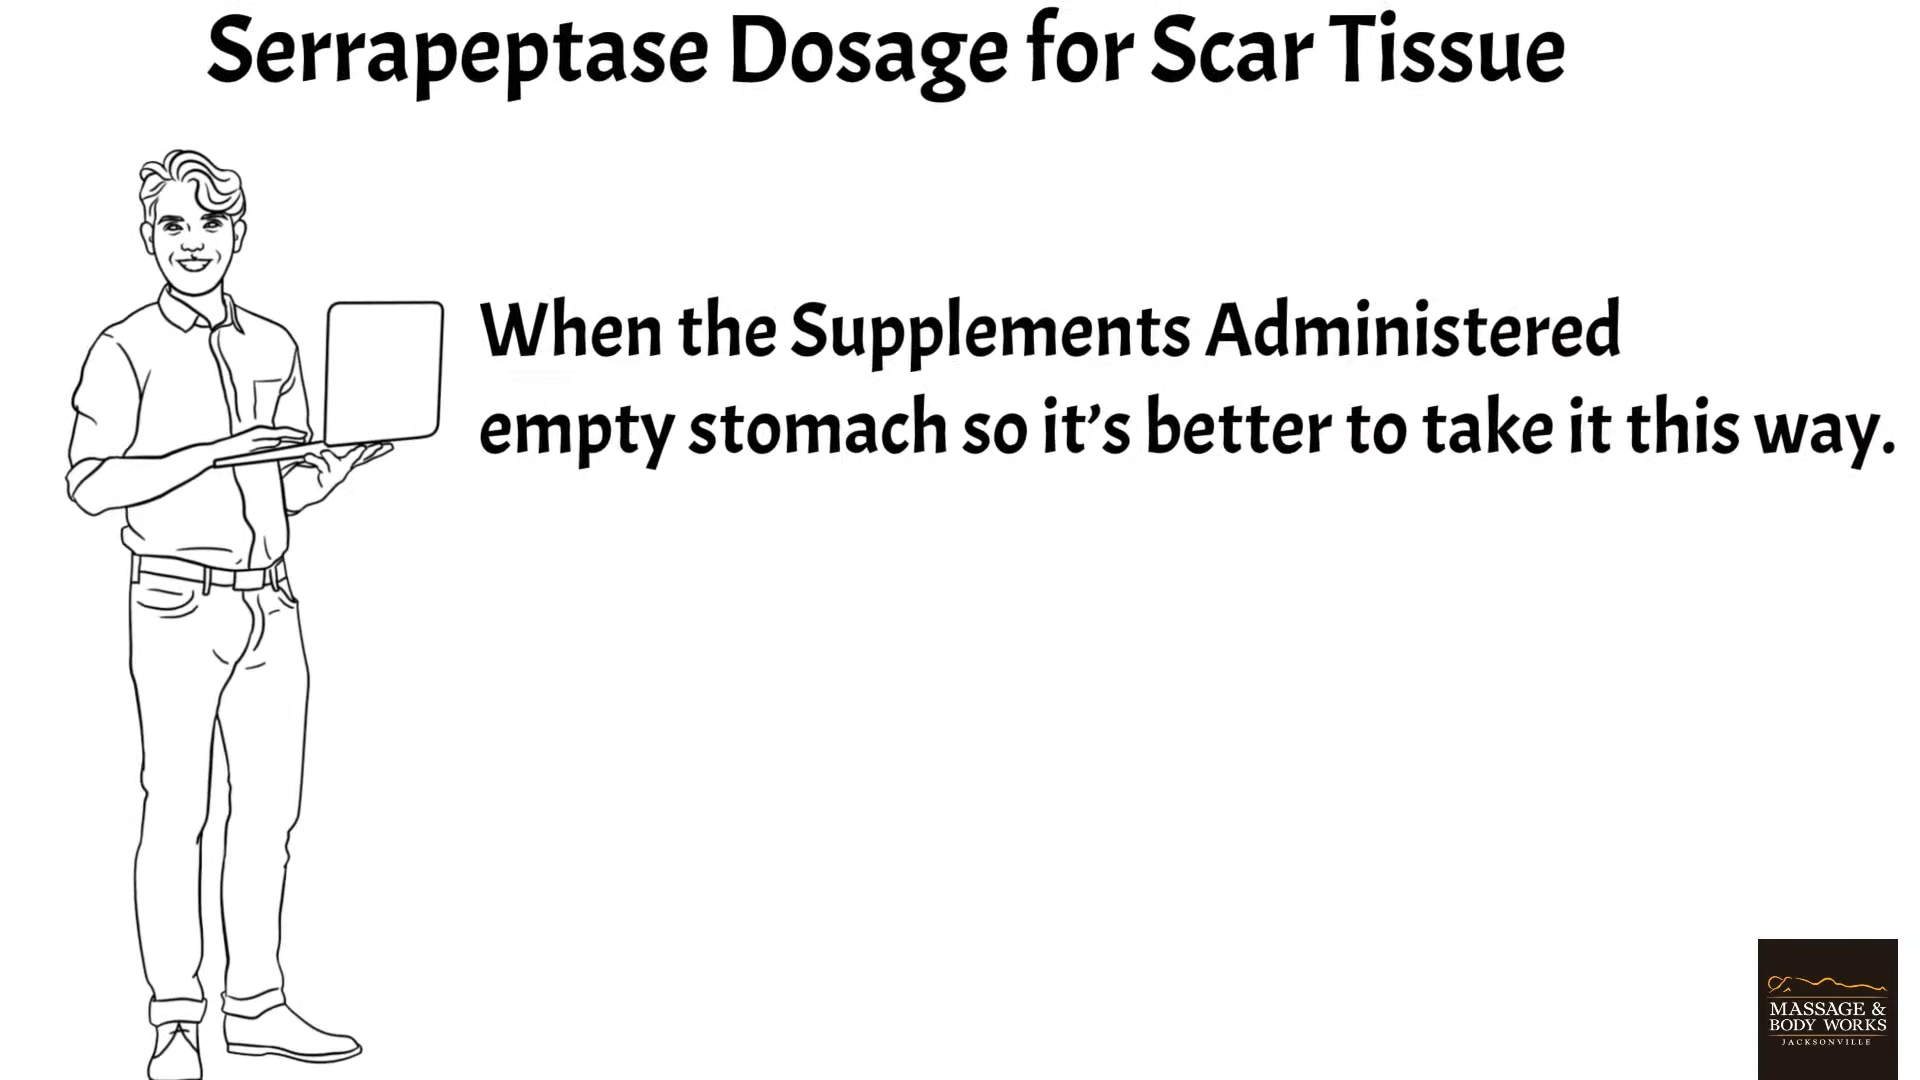 Serrapeptase Dosage for Scar Tissue
When the Supplements Administered
empty stomach so it’s better to take it this way.
MASSAGE &
BODY WORKS
JACKSONVILLE